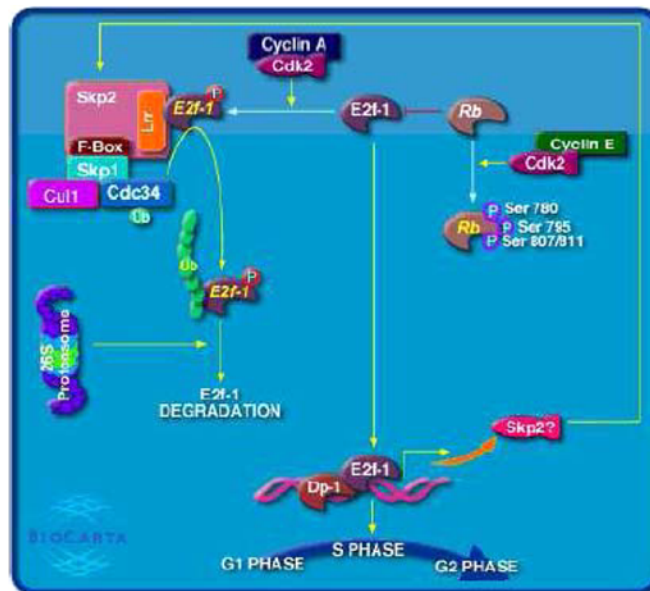 Cyclin A
Cdk2
Skp2
Lrr
E2f-1
P
E2f-1
Rb
F-Box
Skp1
Cul1
Cdc34
Ub
Cyclin E
Cdk2
Rb
P Ser 780
P Ser 795
P Ser 807/811
Ub
E2f-1
P
26S
Proteosome
E2f-1
DEGRADATION
Skp2?
E2f-1
Dp-1
BIOCARTA
S PHASE
G1 PHASE
G2 PHASE